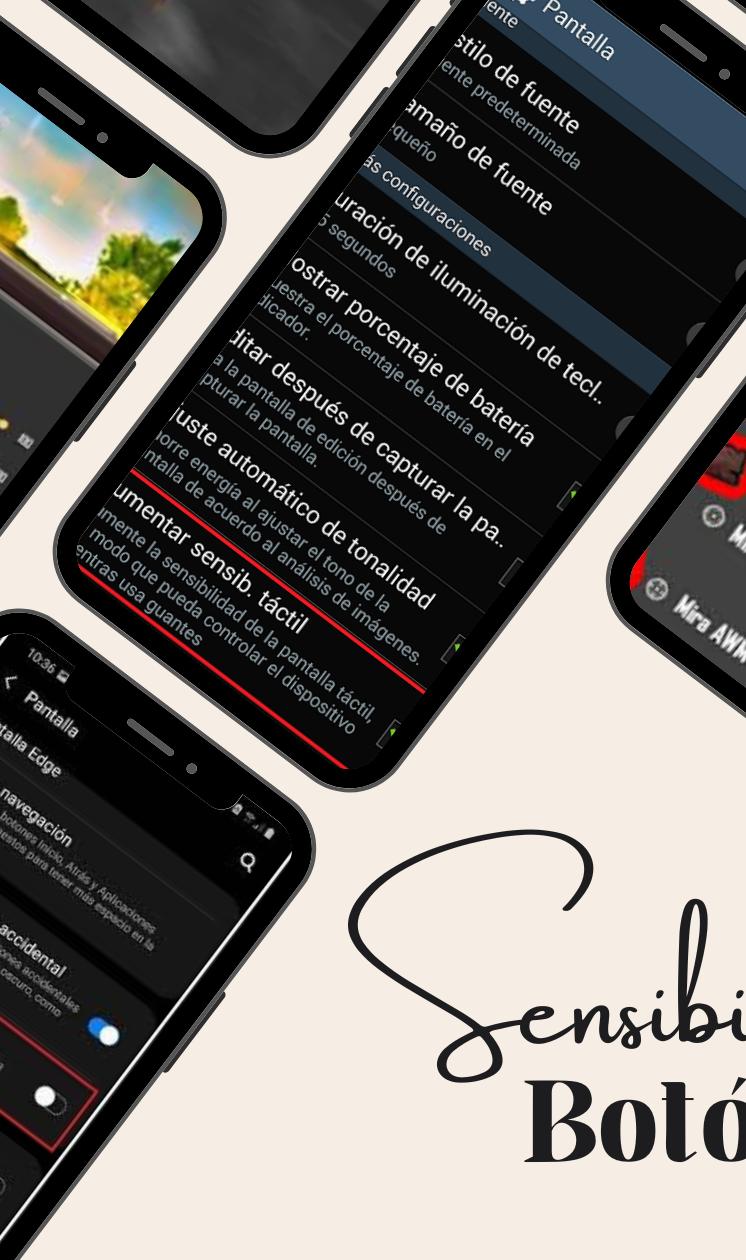 Pantalla
ente
stilo de fuente
ente predeterminada
amaño de fuente
queño
ás configuraciones
uración de iluminación de tecl..
5 segundos
ostrar porcentaje de batería
uestra el porcentaje de batería en el
dicador.
ditar después de capturar la pa..
a la pantalla de edición después de
pturar la pantalla.
juste automático de tonalidad
orre energía al ajustar el tono de la
ntalla de acuerdo al análisis de imágenes.
umentar sensib. táctil
mente la sensibilidad de la pantalla táctil,
modo que pueda controlar el dispositivo
entras usa guantes
Mira AWM
10:36
Pantalla
ntalla Edge
navegación
botones Inicio, Atrás y Aplicaciones
estos para tener más espacio en la
accidental
iones accidentales
oscuro, como
Sensibi
Botó